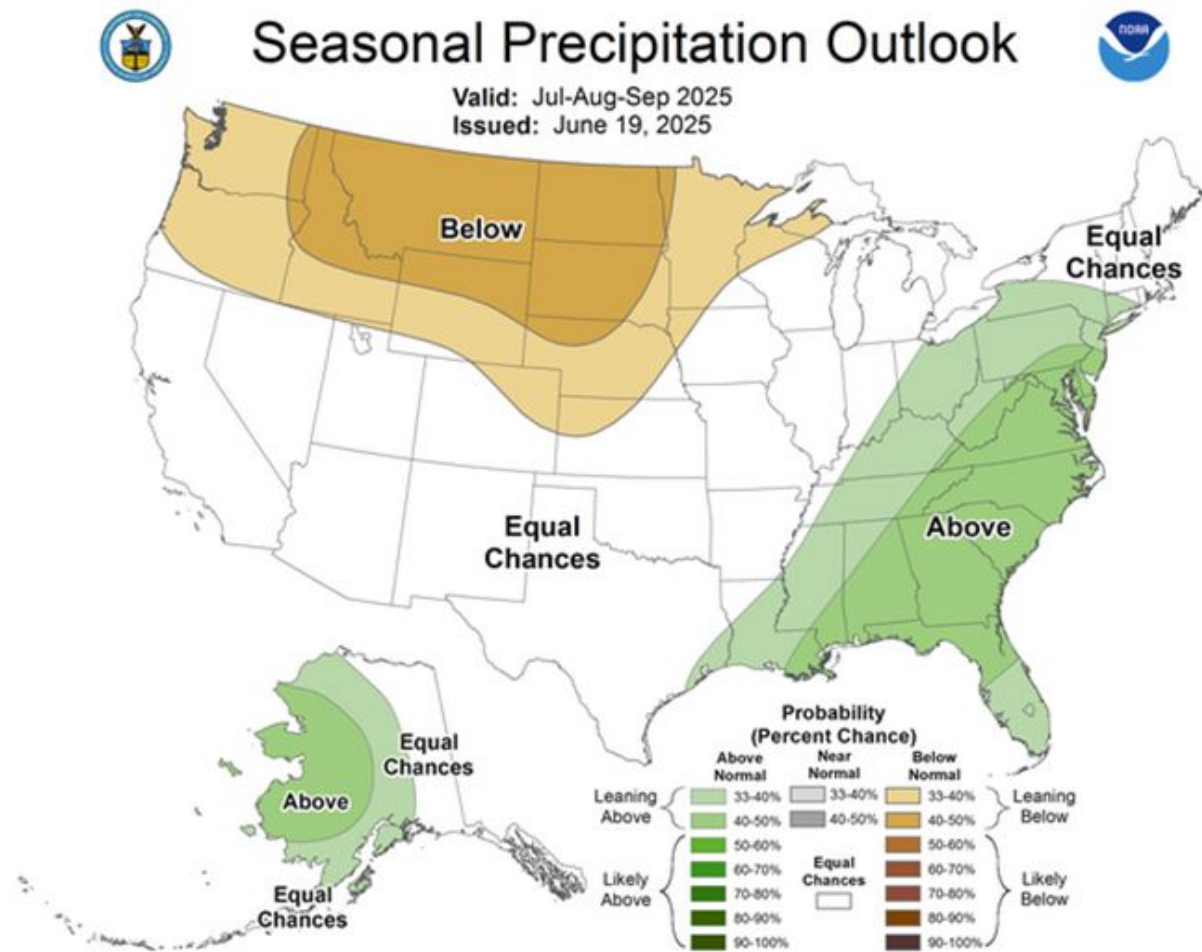 Seasonal Precipitation Outlook
NOAA
Valid: Jul-Aug-Sep 2025
Issued: June 19, 2025
Below
Equal
Chances
Above
Equal
Chances
Equal
Chances
Above
Equal
Chances
Probability
(Percent Chance)
Above
Normal
Near
Normal
Below
Normal
Leaning
Above
33-40% 33-40% 33-40%
40-50% 40-50% 40-50%
Leaning
Below
Likely
Above
50-60% 50-60%
60-70% 60-70%
70-80% 70-80%
80-90% 80-90%
90-100% 90-100%
Equal
Chances
Likely
Below